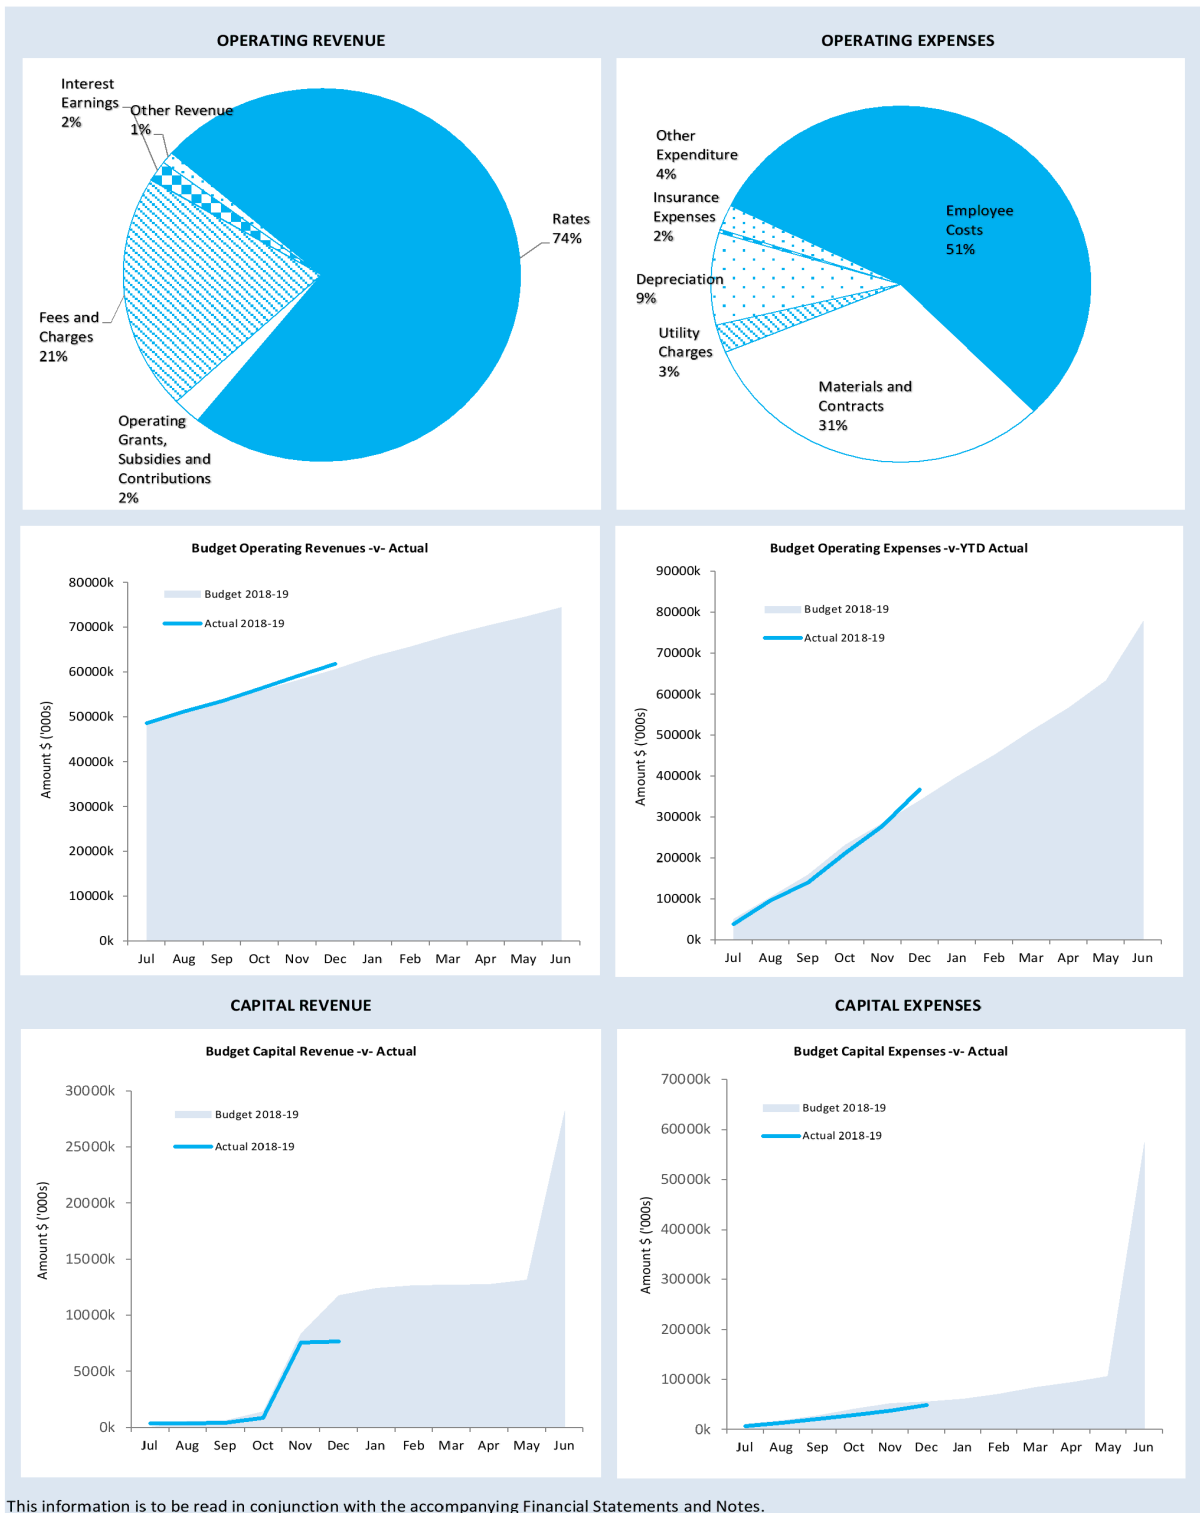 OPERATING REVENUE
OPERATING EXPENSES
Interest
Earnings
2%
Other Revenue
1%
Rates
74%
Fees and
Charges
21%
Operating
Grants,
Subsidies and
Contributions
2%
Other
Expenditure
4%
Insurance
Expenses
2%
Depreciation
9%
Utility
Charges
3%
Employee
Costs
51%
Materials and
Contracts
31%
Budget Operating Revenues -v- Actual
80000k
70000k
60000k
50000k
40000k
30000k
20000k
10000k
0k
Amount $ ('000s)
Budget 2018-19
Actual 2018-19
Jul Aug Sep Oct Nov Dec Jan Feb Mar Apr May Jun
Budget Operating Expenses -v-YTD Actual
90000k
80000k
70000k
60000k
50000k
40000k
30000k
20000k
10000k
0k
Amount $ ('000s)
Budget 2018-19
Actual 2018-19
Jul Aug Sep Oct Nov Dec Jan Feb Mar Apr May Jun
CAPITAL REVENUE
CAPITAL EXPENSES
Budget Capital Revenue -v- Actual
30000k
25000k
20000k
15000k
10000k
5000k
0k
Amount $ ('000s)
Budget 2018-19
Actual 2018-19
Jul Aug Sep Oct Nov Dec Jan Feb Mar Apr May Jun
Budget Capital Expenses -v- Actual
70000k
60000k
50000k
40000k
30000k
20000k
10000k
0k
Amount $ ('000s)
Budget 2018-19
Actual 2018-19
Jul Aug Sep Oct Nov Dec Jan Feb Mar Apr May Jun
This information is to be read in conjunction with the accompanying Financial Statements and Notes.